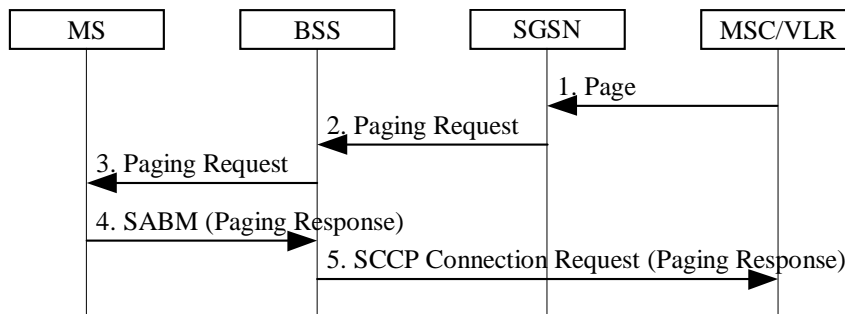 MS
BSS
SGSN
MSC/VLR
1. Page
2. Paging Request
3. Paging Request
4. SABM (Paging Response)
5. SCCP Connection Request (Paging Response)